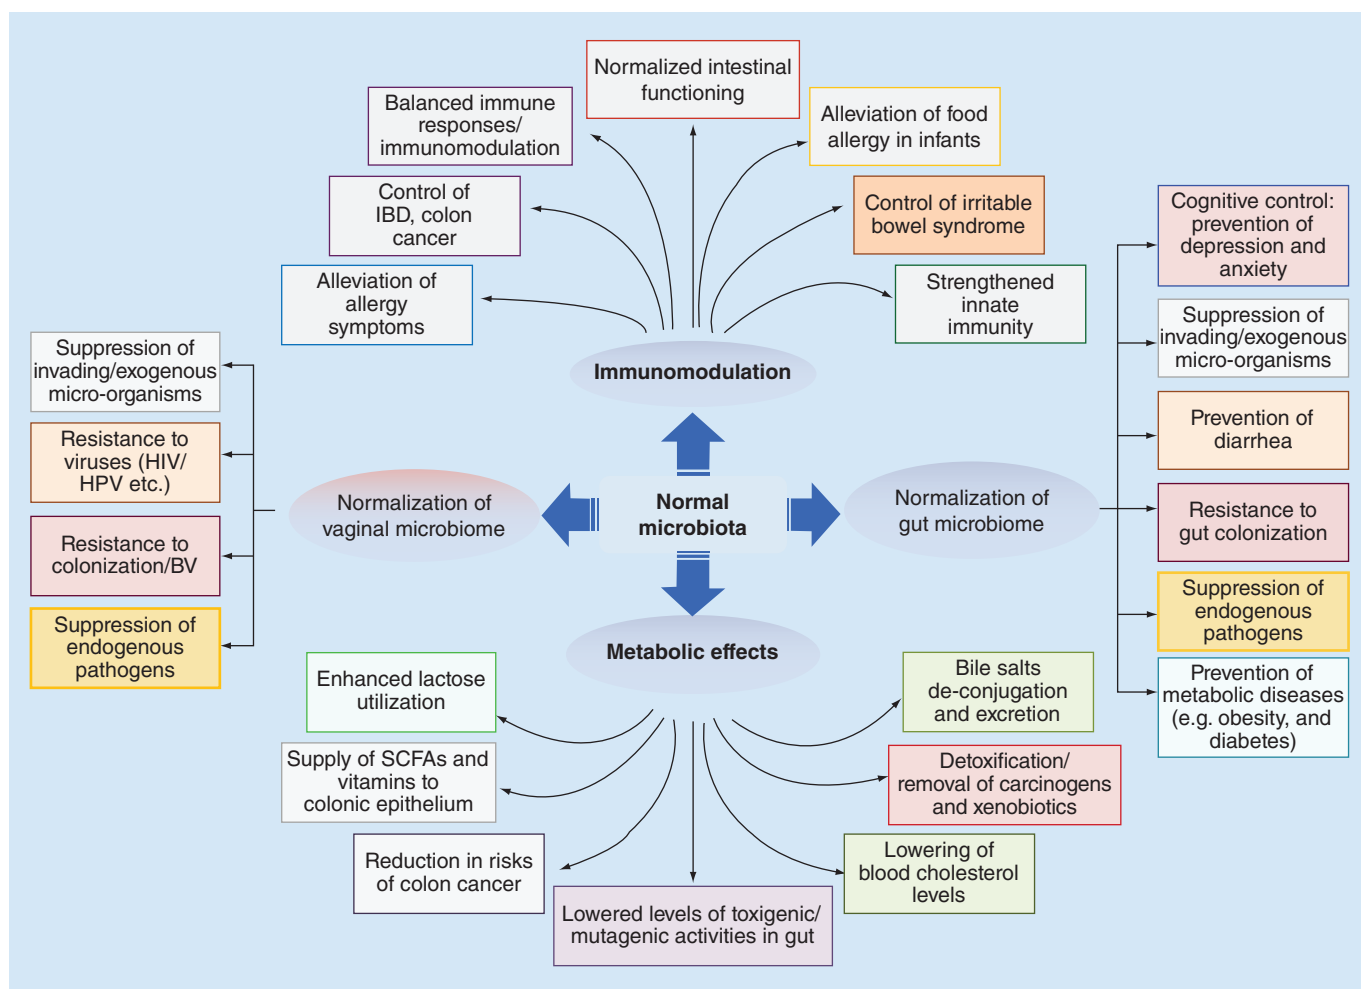 Normalized intestinal
functioning
Balanced immune
responses/
immunomodulation
Alleviation of food
allergy in infants
Control of
IBD, colon
cancer
Control of irritable
bowel syndrome
Alleviation of
allergy
symptoms
Strengthened
innate
immunity
Immunomodulation
Suppression of
invading/exogenous
micro-organisms
Resistance to
viruses (HIV/
HPV etc.)
Resistance to
colonization/BV
Suppression of
endogenous
pathogens
Normalization of
vaginal microbiome
Normal
microbiota
Normalization of
gut microbiome
Cognitive control:
prevention of
depression and
anxiety
Suppression of
invading/exogenous
micro-organisms
Prevention of
diarrhea
Resistance to
gut colonization
Suppression of
endogenous
pathogens
Prevention of
metabolic diseases
(e.g. obesity, and
diabetes)
Metabolic effects
Enhanced lactose
utilization
Bile salts
de-conjugation
and excretion
Supply of SCFAs and
vitamins to
colonic epithelium
Detoxification/
removal of carcinogens
and xenobiotics
Reduction in risks
of colon cancer
Lowering of
blood cholesterol
levels
Lowered levels of toxigenic/
mutagenic activities in gut